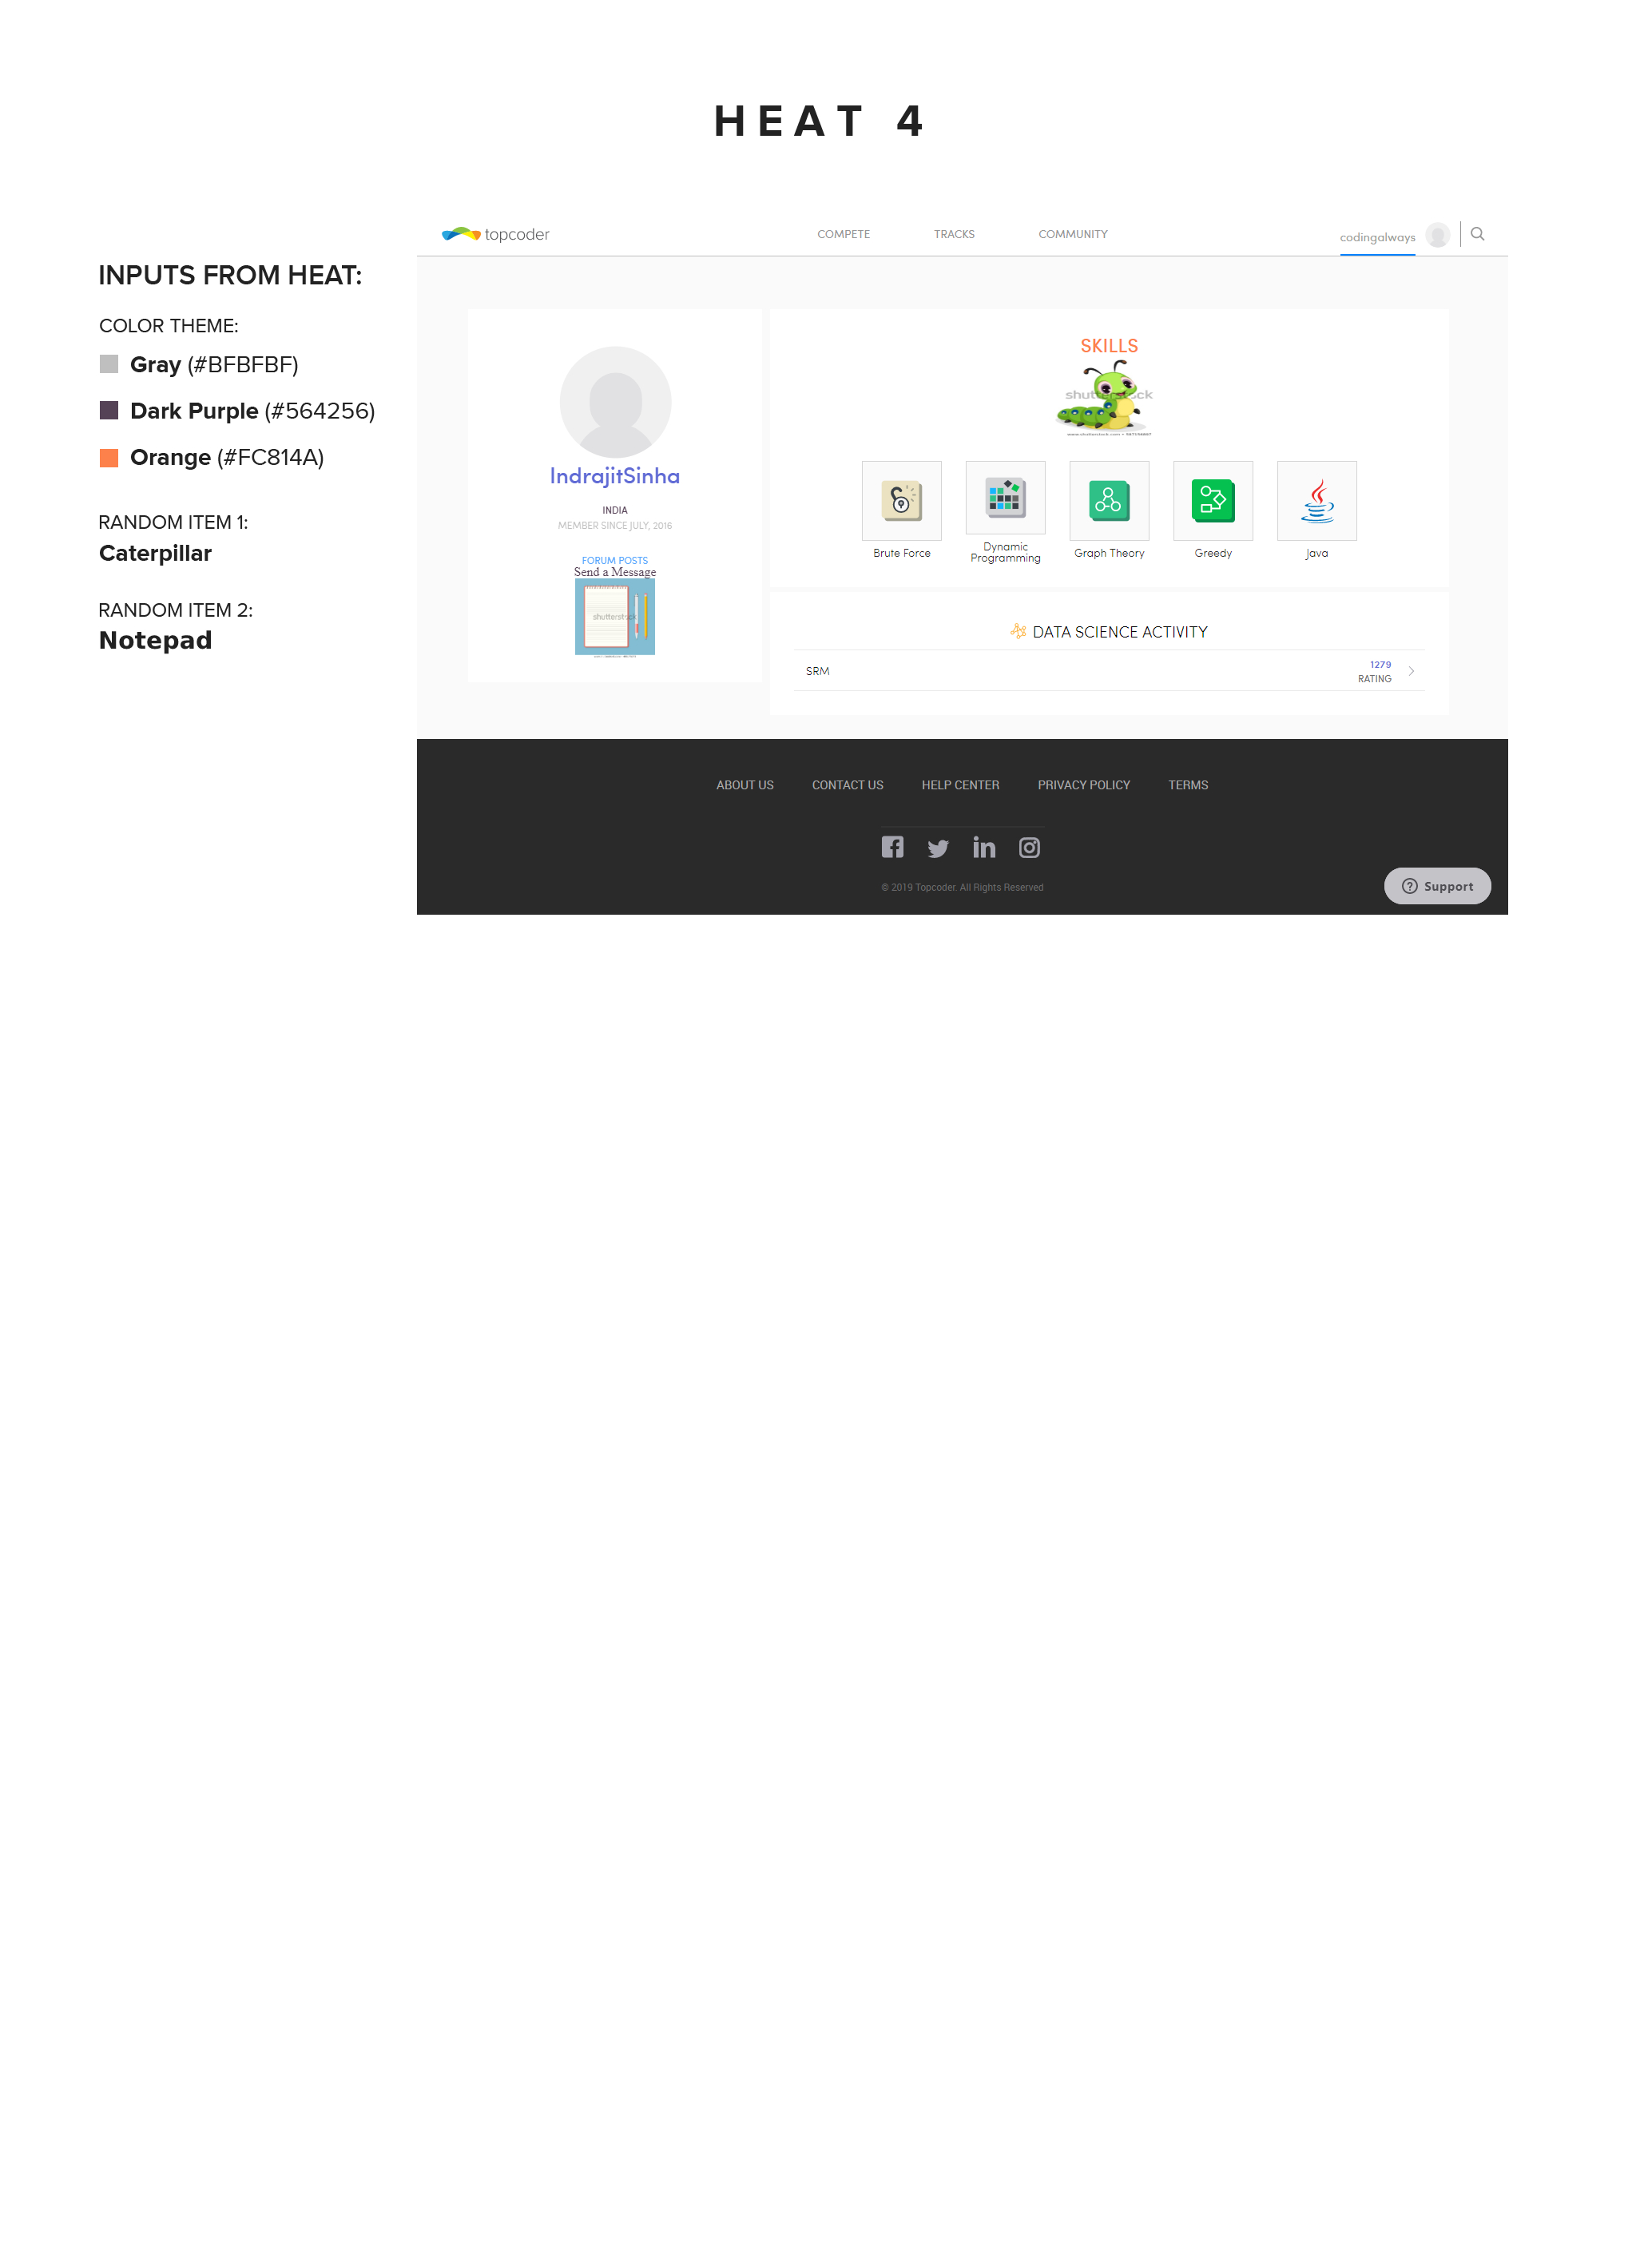 HEAT 4
INPUTS FROM HEAT:
COLOR THEME:
Gray (#BFBFBF)
Dark Purple (#564256)
Orange (#FC814A)
RANDOM ITEM 1:
Caterpillar
RANDOM ITEM 2:
Notepad
topcoder
COMPETE TRACKS COMMUNITY
codingalways
IndrajitSinha
INDIA
MEMBER SINCE JULY, 2016
FORUM POSTS
Send a Message
shutterstock
SKILLS
shutterstock
Brute Force
Dynamic
Programming
Graph Theory
Greedy
Java
DATA SCIENCE ACTIVITY
SRM
1279
RATING
ABOUT US CONTACT US HELP CENTER PRIVACY POLICY TERMS
© 2019 Topcoder. All Rights Reserved
Support